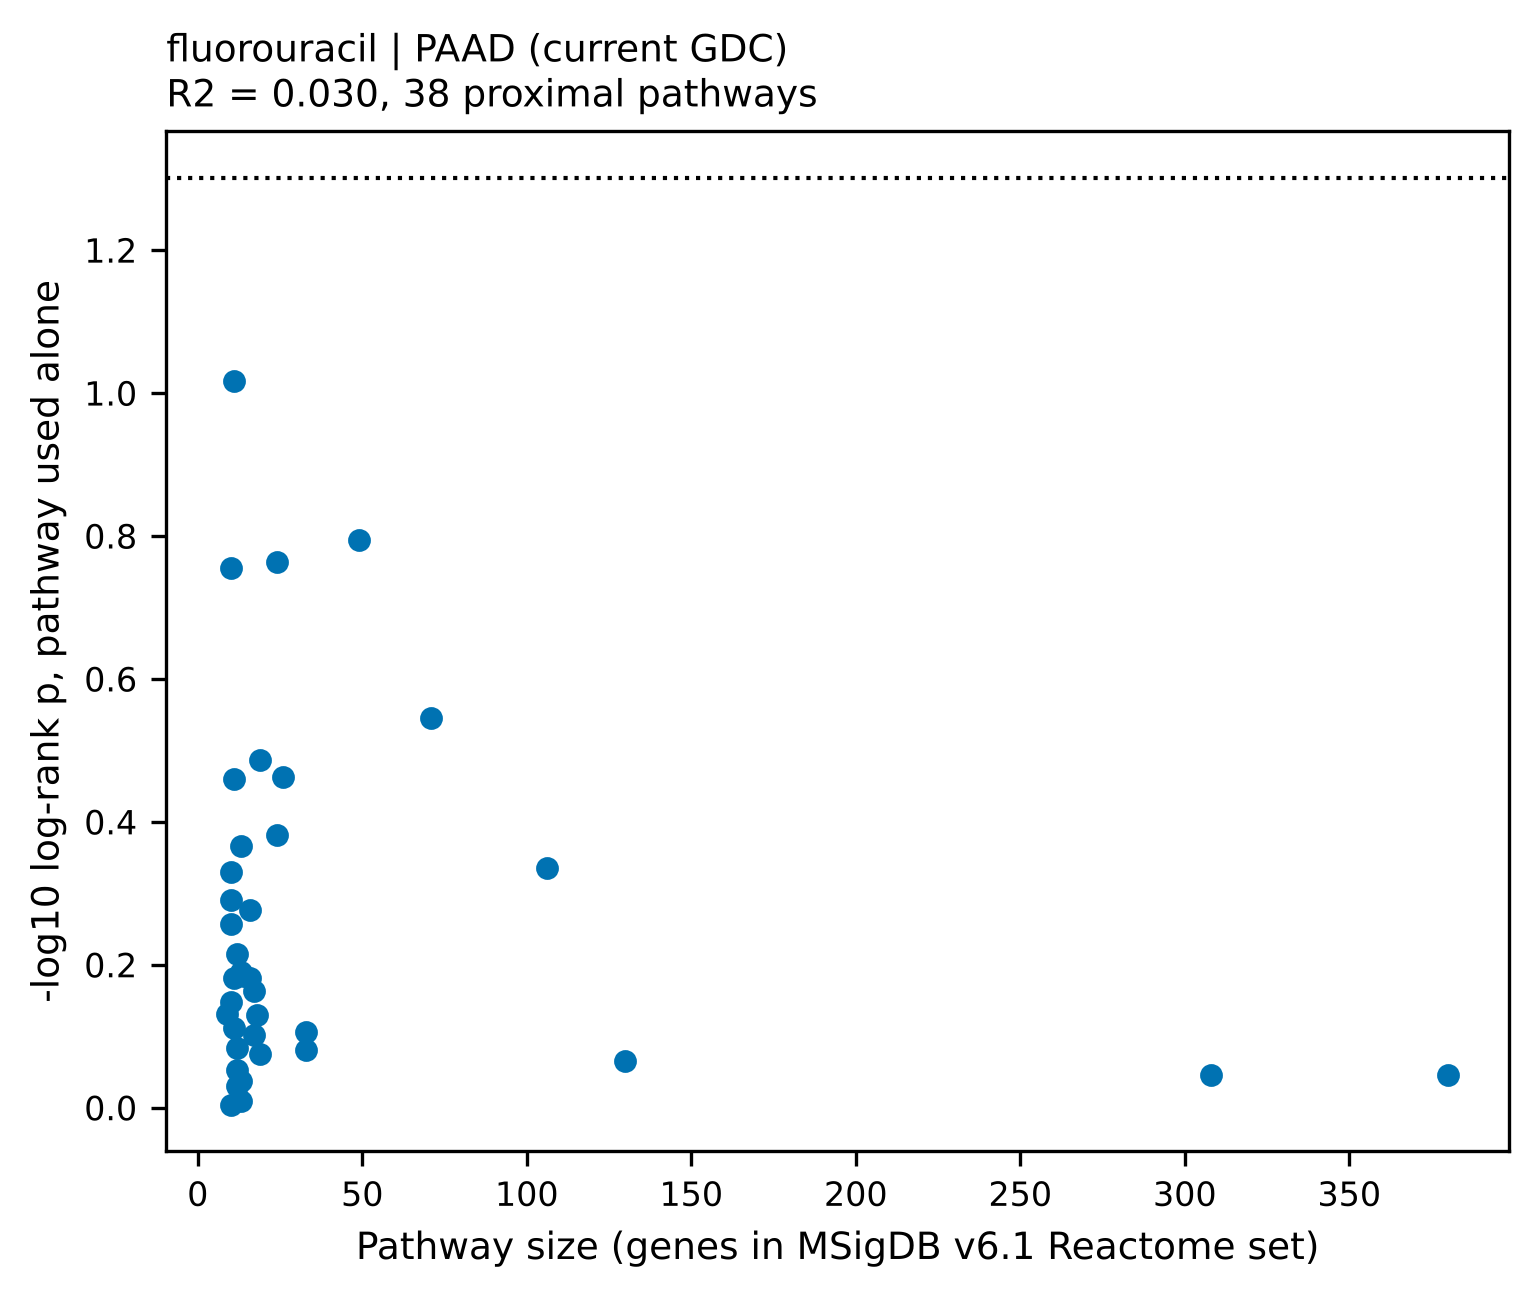 fluorouracil | PAAD (current GDC)
R2 = 0.030, 38 proximal pathways
-log10 log-rank p, pathway used alone
1.2
1.0
0.8
0.6
0.4
0.2
0.0
0 50 100 150 200 250 300 350
Pathway size (genes in MSigDB v6.1 Reactome set)